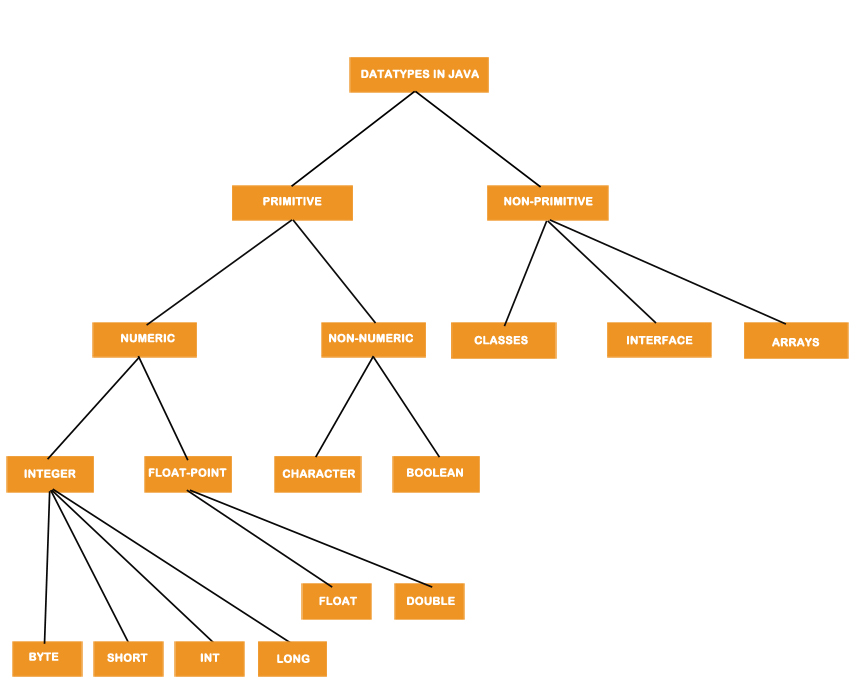 DATATYPES IN JAVA
PRIMITIVE
NON-PRIMITIVE
NUMERIC
NON-NUMERIC
CLASSES
INTERFACE
ARRAYS
INTEGER
FLOAT-POINT
CHARACTER
BOOLEAN
FLOAT
DOUBLE
BYTE
SHORT
INT
LONG